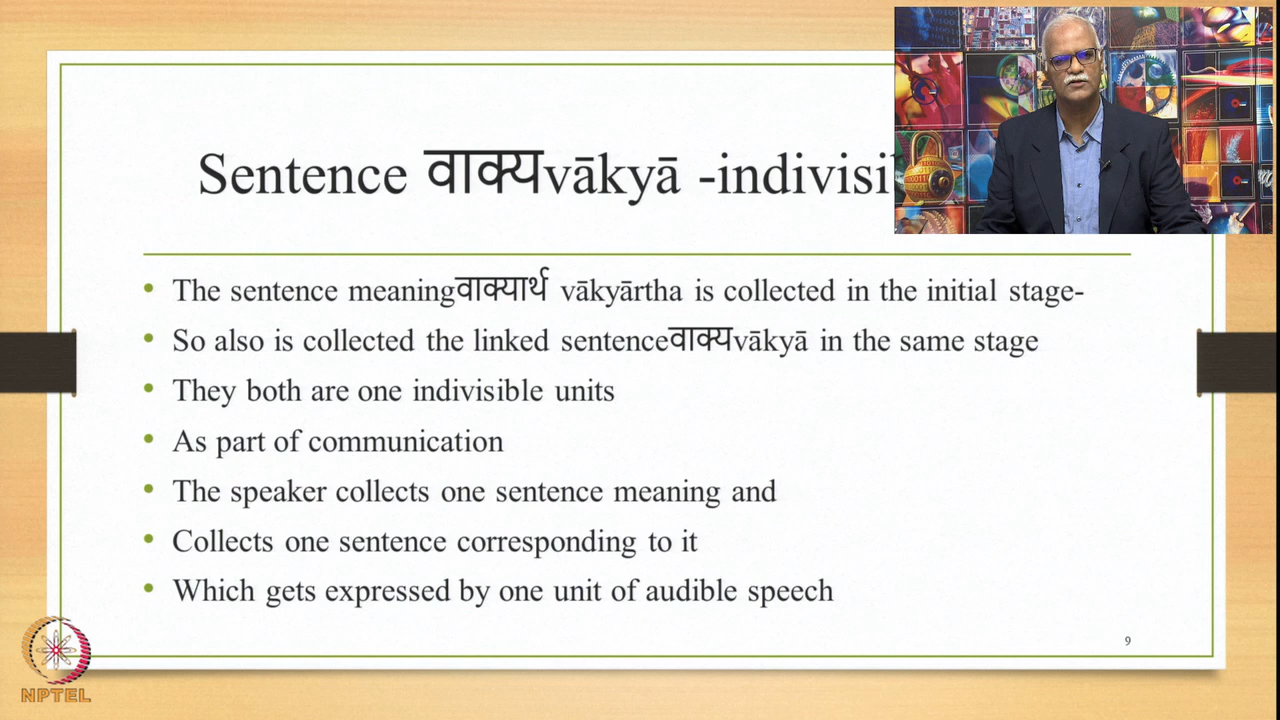 Sentence वाक्यvākyā -indivisi
The sentence meaningवाक्यार्थ vākyārtha is collected in the initial stage-
So also is collected the linked sentenceवाक्यvākyā in the same stage
They both are one indivisible units
As part of communication
The speaker collects one sentence meaning and
Collects one sentence corresponding to it
Which gets expressed by one unit of audible speech
9
NPTEL